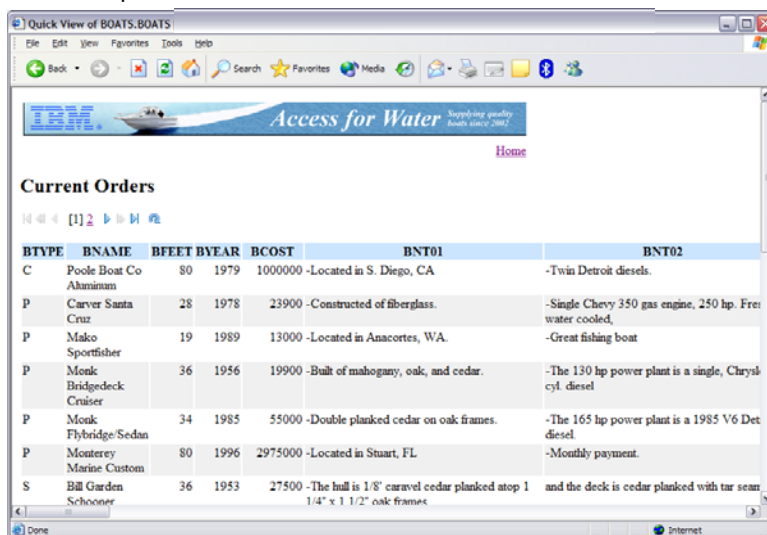 Quick View of BOATS.BOATS
File Edit View Favorites Tools Help
Back Search Favorites Media
IBM. Access for Water Supplying quality
boats since 2002
Home
Current Orders
[1] 2
BTYPE BNAME BFEET BYEAR BCOST BNT01 BNT02
C Poole Boat Co 80 1979 1000000 -Located in S. Diego, CA -Twin Detroit diesels.
Aluminum
P Carver Santa 28 1978 23900 -Constructed of fiberglass. -Single Chevy 350 gas engine, 250 hp. Fres
Cruz water cooled,
P Mako 19 1989 13000 -Located in Anacortes, WA. -Great fishing boat
Sportfisher
P Monk 36 1956 19900 -Built of mahogany, oak, and cedar. -The 130 hp power plant is a single, Chrysle
Bridgedeck cyl. diesel
Cruiser
P Monk 34 1985 55000 -Double planked cedar on oak frames. -The 165 hp power plant is a 1985 V6 Det
Flybridge/Sedan diesel.
P Monterey 80 1996 2975000 -Located in Stuart, FL -Monthly payment.
Marine Custom
S Bill Garden 36 1953 27500 -The hull is 1/8' caravel cedar planked atop 1 and the deck is cedar planked with tar seam
Schooner 1/4" x 1 1/2" oak frames
Done Internet